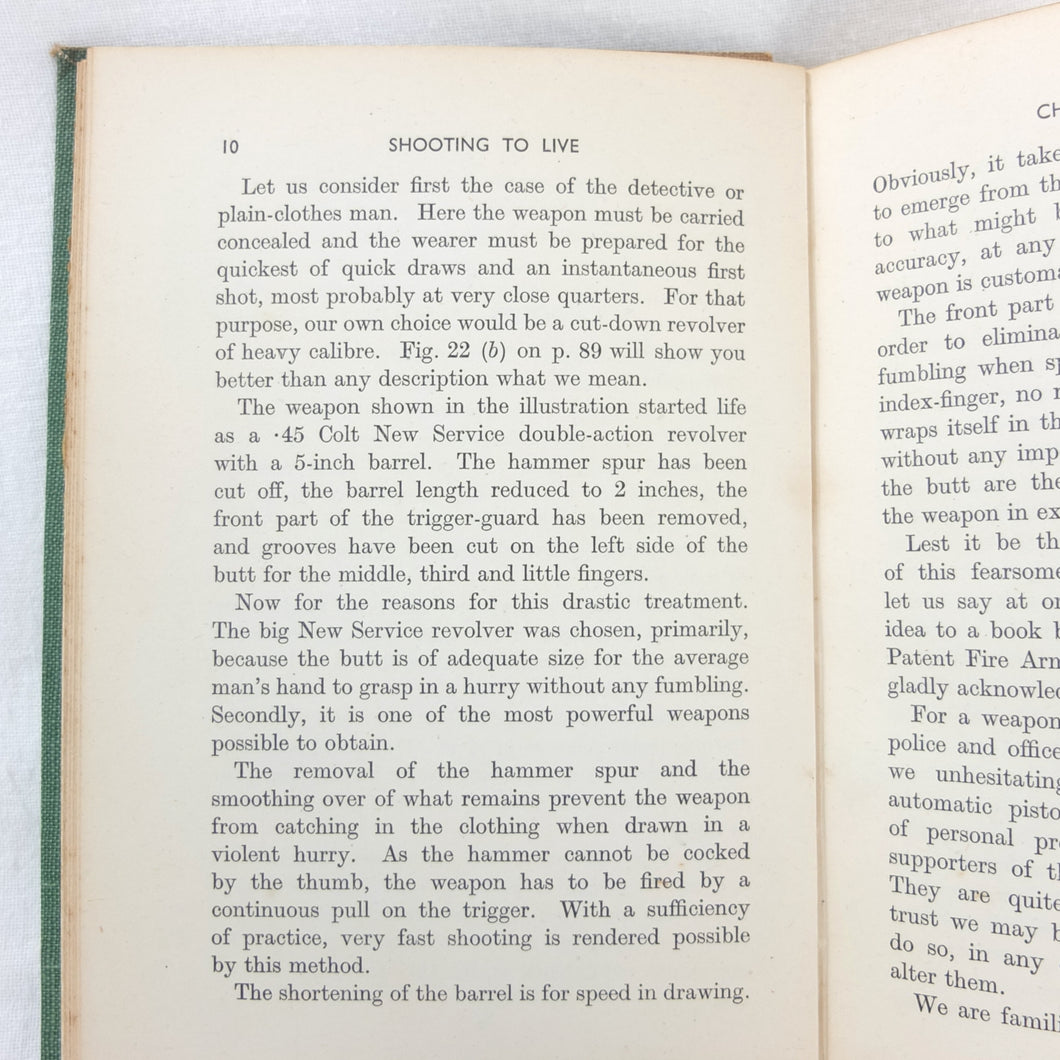 10 SHOOTING TO LIVE
Let us consider first the case of the detective or
plain-clothes man. Here the weapon must be carried
concealed and the wearer must be prepared for the
quickest of quick draws and an instantaneous first
shot, most probably at very close quarters. For that
purpose, our own choice would be a cut-down revolver
of heavy calibre. Fig. 22 (b) on p. 89 will show you
better than any description what we mean.
The weapon shown in the illustration started life
as a ·45 Colt New Service double-action revolver
with a 5-inch barrel. The hammer spur has been
cut off, the barrel length reduced to 2 inches, the
front part of the trigger-guard has been removed,
and grooves have been cut on the left side of the
butt for the middle, third and little fingers.
Now for the reasons for this drastic treatment.
The big New Service revolver was chosen, primarily,
because the butt is of adequate size for the average
man's hand to grasp in a hurry without any fumbling.
Secondly, it is one of the most powerful weapons
possible to obtain.
The removal of the hammer spur and the
smoothing over of what remains prevent the weapon
from catching in the clothing when drawn in a
violent hurry. As the hammer cannot be cocked
by the thumb, the weapon has to be fired by a
continuous pull on the trigger. With a sufficiency
of practice, very fast shooting is rendered possible
by this method.
The shortening of the barrel is for speed in drawing.
Obviously, it take
to emerge from
to what might
accuracy, at any
weapon is
The front part
order to
fumbling when
index-finger, no
wraps itself in
without any
the butt are
the weapon in
Lest it be
of this
let us say at
idea to a book
Patent Fire
gladly
For a weapon
police and
we
automatic
of personal
supporters of
They are quite
trust we may
do so, in any
alter them.
We are